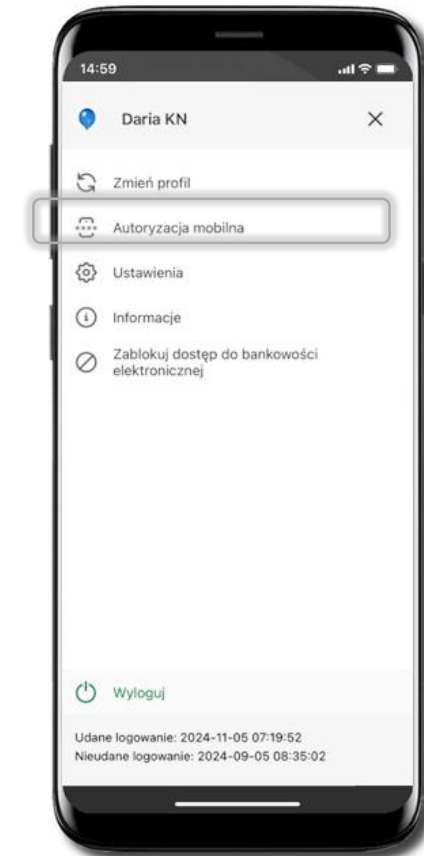 14:59
Daria KN
Zmień profil
Autoryzacja mobilna
Ustawienia
Informacje
Zablokuj dostęp do bankowości
elektronicznej
Wyloguj
Udane logowanie: 2024-11-05 07:19:52
Nieudane logowanie: 2024-09-05 08:35:02